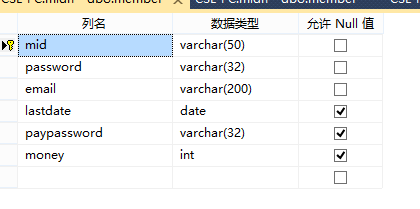 列名 数据类型 允许 Null 值
mid varchar(50)
password varchar(32)
email varchar(200)
lastdate date
paypassword varchar(32)
money int